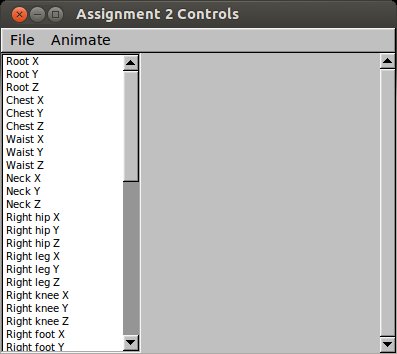 Assignment 2 Controls
File Animate
Root X
Root Y
Root Z
Chest X
Chest Y
Chest Z
Waist X
Waist Y
Waist Z
Neck X
Neck Y
Neck Z
Right hip X
Right hip Y
Right hip Z
Right leg X
Right leg Y
Right leg Z
Right knee X
Right knee Y
Right knee Z
Right foot X
Right foot Y